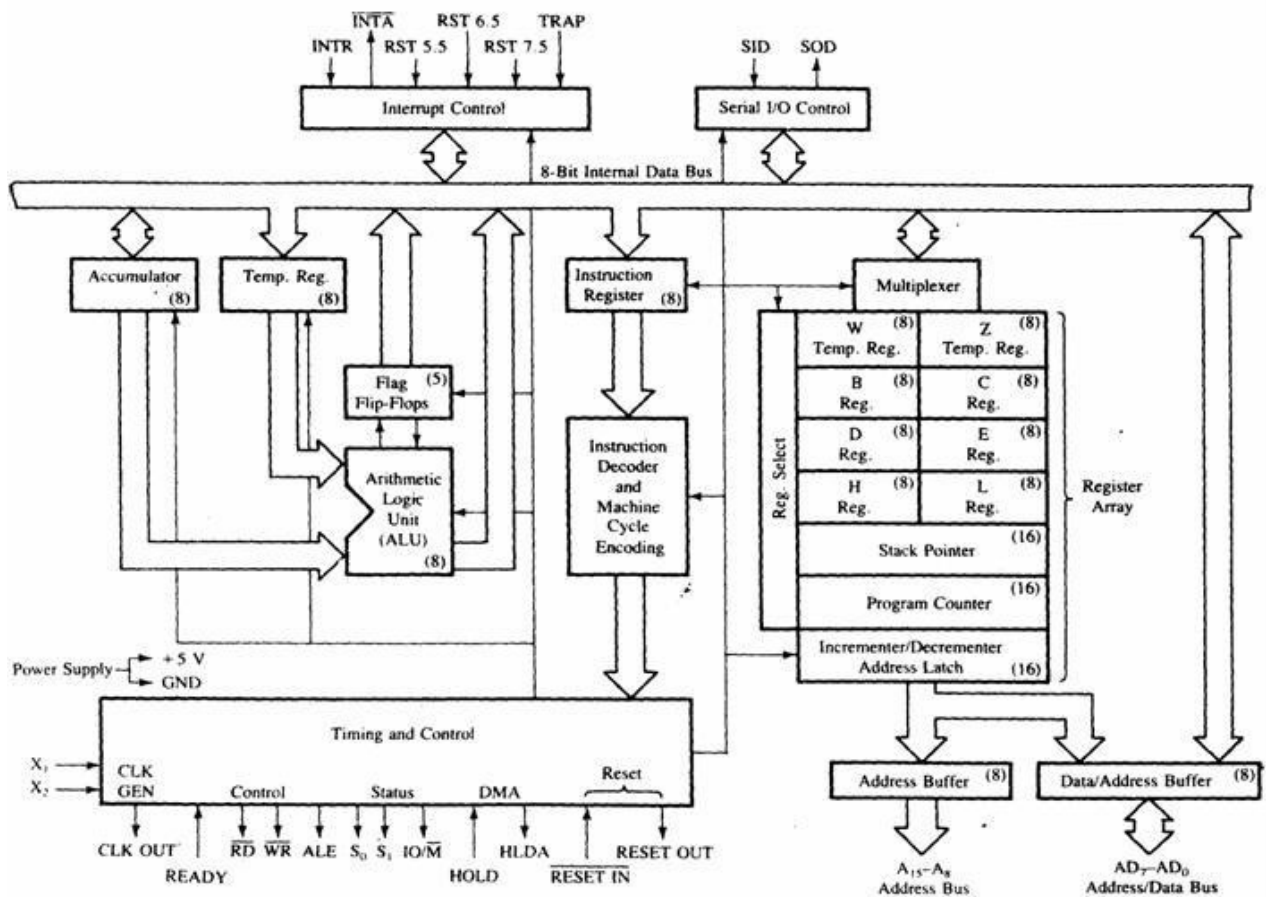 INTR
INTA
RST 5.5
RST 6.5
RST 7.5
TRAP
SID
SOD
Interrupt Control
Serial I/O Control
8-Bit Internal Data Bus
Accumulator
(8)
Temp. Reg.
(8)
Instruction
Register
(8)
Multiplexer
Flag
Flip-Flops
(5)
Arithmetic
Logic
Unit
(ALU)
(8)
Instruction
Decoder
and
Machine
Cycle
Encoding
Reg. Select
W (8)
Temp. Reg.
Z (8)
Temp. Reg.
B (8)
Reg.
C (8)
Reg.
D (8)
Reg.
E (8)
Reg.
H (8)
Reg.
L (8)
Reg.
Stack Pointer (16)
Program Counter (16)
Incrementer/Decrementer
Address Latch (16)
Register
Array
Power Supply
+5 V
GND
Timing and Control
X₁
X₂
CLK
GEN
Control
Status
DMA
Reset
CLK OUT
READY
RD
WR
ALE
S₀
S₁
IO/M
HOLD
HLDA
RESET IN
RESET OUT
Address Buffer (8)
Data/Address Buffer (8)
A₁₅–A₈
Address Bus
AD₇–AD₀
Address/Data Bus